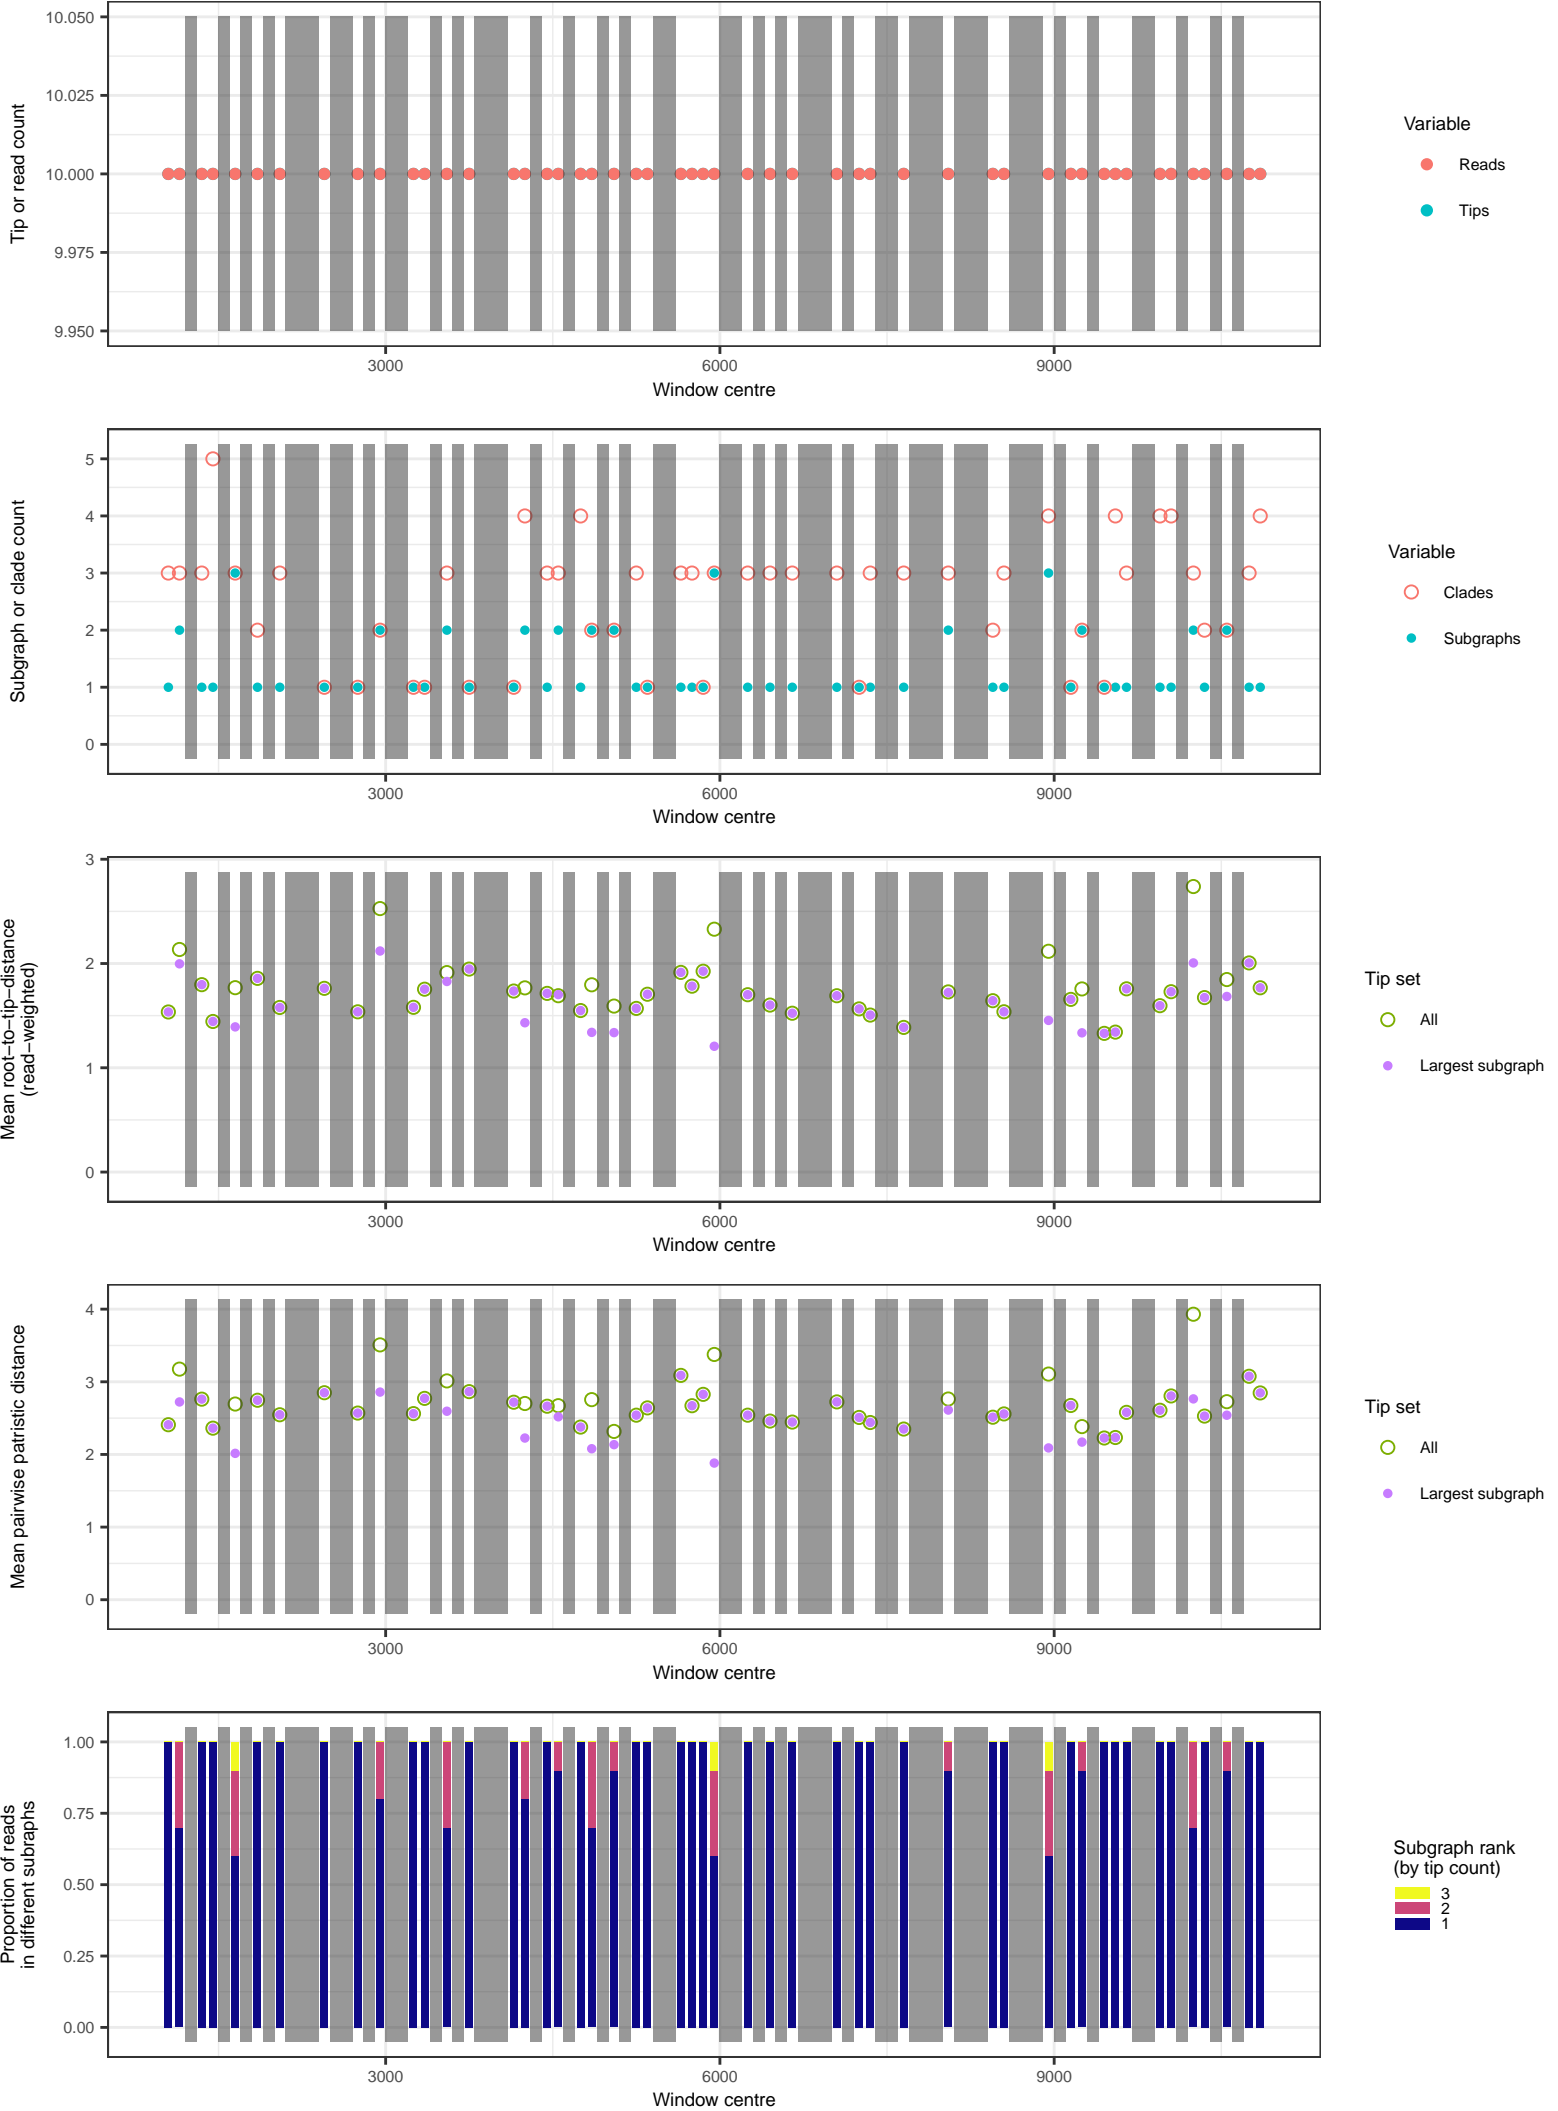 10.050
10.025
10.000
9.975
9.950
Tip or read count
3000
6000
9000
Window centre
Variable
Reads
Tips
5
4
3
2
1
0
Subgraph or clade count
3000
6000
9000
Window centre
Variable
Clades
Subgraphs
3
2
1
0
Mean root−to−tip−distance
(read−weighted)
3000
6000
9000
Window centre
Tip set
All
Largest subgraph
4
3
2
1
0
Mean pairwise patristic distance
3000
6000
9000
Window centre
Tip set
All
Largest subgraph
1.00
0.75
0.50
0.25
0.00
Proportion of reads
in different subraphs
3000
6000
9000
Window centre
Subgraph rank
(by tip count)
3
2
1